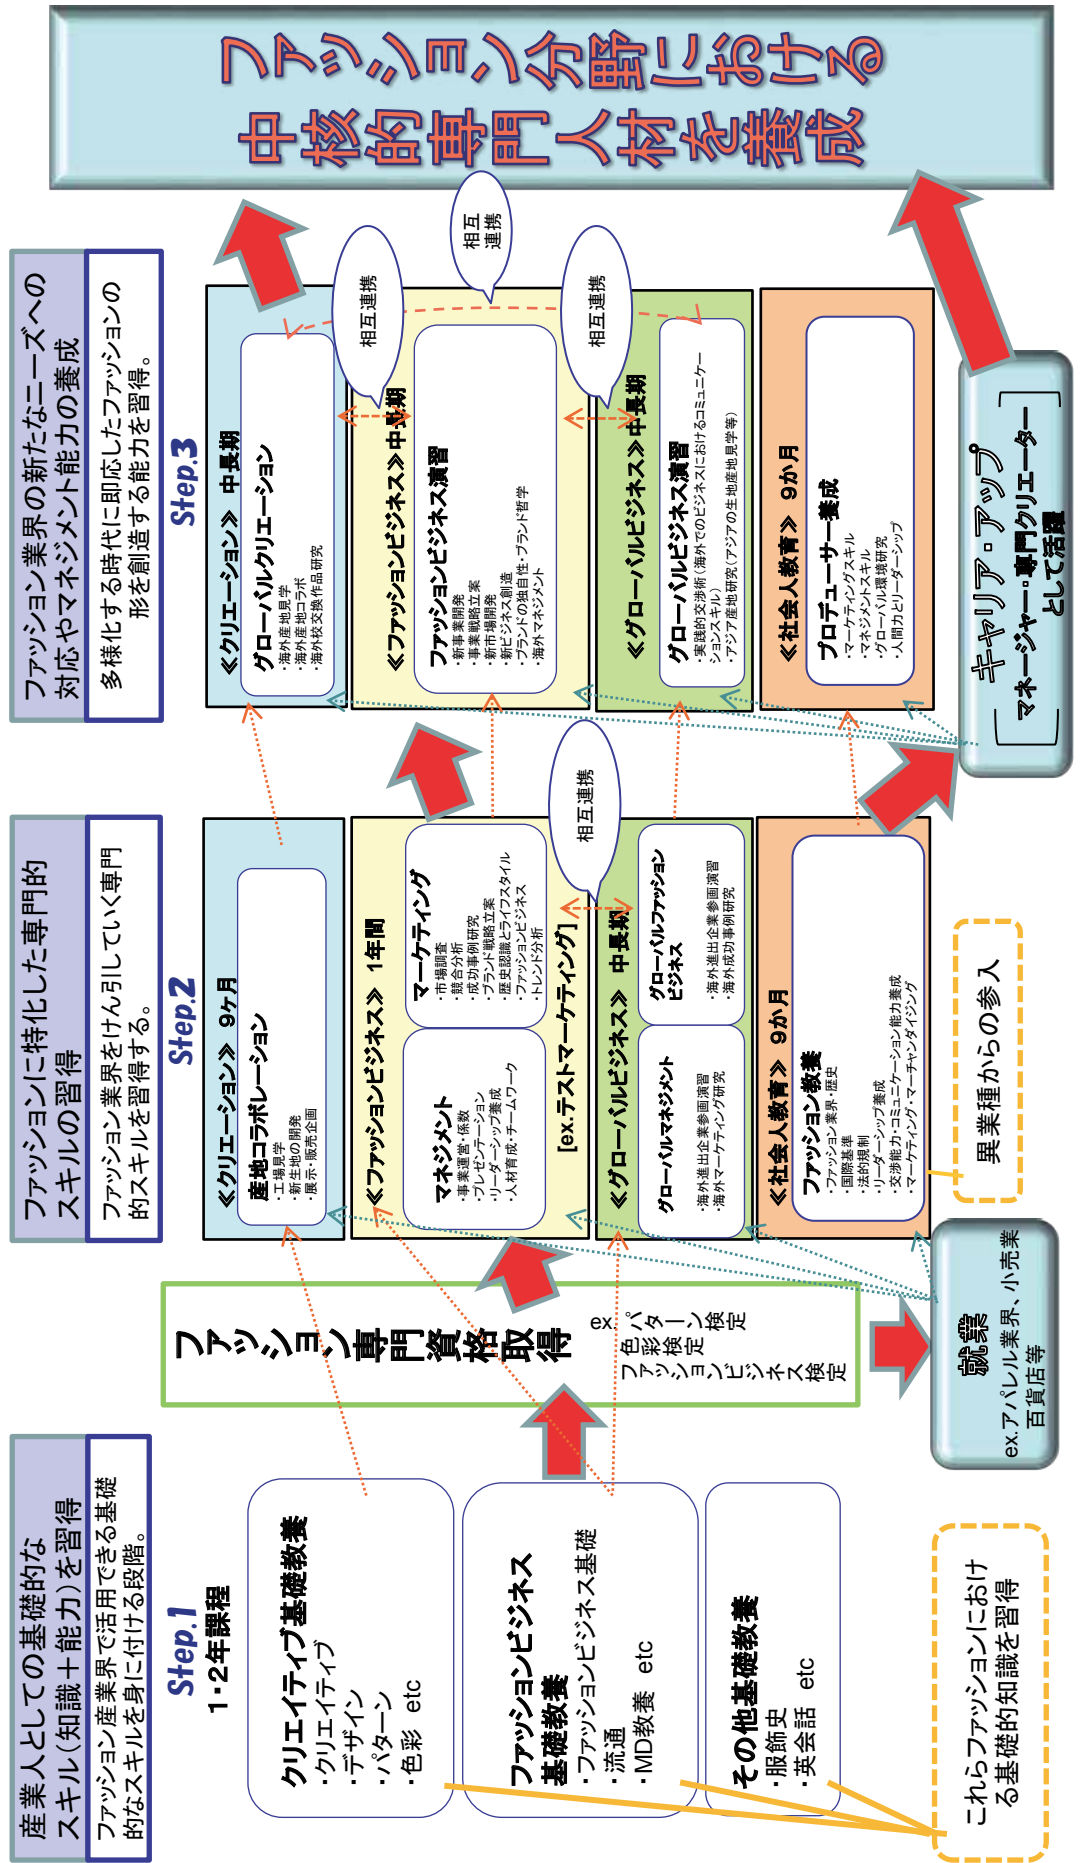 産業人としての基礎的な
スキル(知識＋能力)を習得
ファッション産業界で活用できる基礎
的なスキルを身に付ける段階。
Step.1
1・2年課程
クリエイティブ基礎教養
・クリエイティブ
・デザイン
・パターン
・色彩 etc
ファッションビジネス
基礎教養
・ファッションビジネス基礎
・流通
・MD教養 etc
その他基礎教養
・服飾史
・英会話 etc
これらファッションにおけ
る基礎的知識を習得
ファッション専門資格取得
ex. パターン検定
色彩検定
ファッションビジネス検定
就業
ex.アパレル業界、小売業
百貨店等
ファッションに特化した専門的
スキルの習得
ファッション業界をけん引していく専門
的スキルを習得する。
Step.2
≪クリエーション≫ 9ヶ月
産地コラボレーション
・工場見学
・新生地の開発
・展示・販売企画
≪ファッションビジネス≫ 1年間
マネジメント
・事業運営・係数
・プレゼンテーション
・リーダーシップ養成
・人材育成・チームワーク
マーケティング
・市場調査
・競合分析
・成功事例研究
・ブランド戦略立案
・歴史認識とライフスタイル
・ファッションビジネス
・トレンド分析
[ex.テストマーケティング]
相互連携
≪グローバルビジネス≫ 中長期
グローバルマネジメント
・海外進出企業参画演習
・海外マーケティング研究
グローバルファッション
ビジネス
・海外進出企業参画演習
・海外成功事例研究
≪社会人教育≫ 9か月
ファッション教養
・ファッション業界・歴史
・国際基準
・法的規制
・リーダーシップ養成
・交渉能力・コミュニケーション能力養成
・マーケティング・マーチャンダイジング
異業種からの参入
ファッション業界の新たなニーズへの
対応やマネジメント能力の養成
多様化する時代に即応したファッションの
形を創造する能力を習得。
Step.3
≪クリエーション≫ 中長期
グローバルクリエーション
・海外産地見学
・海外産地コラボ
・海外校交換作品研究
相互連携
≪ファッションビジネス≫中長期
ファッションビジネス演習
・新事業開発
・事業戦略立案
・新市場開発
・新ビジネス創造
・ブランドの独自性・ブランド哲学
・海外マネジメント
相互
連携
相互連携
≪グローバルビジネス≫中長期
グローバルビジネス演習
・実践的交渉術(海外でのビジネスにおけるコミュニケー
ションスキル)
・アジア産地研究(アジアの生地産地見学等)
≪社会人教育≫ 9か月
プロデューサー養成
・マーケティングスキル
・マネジメントスキル
・グローバル環境研究
・人間力とリーダーシップ
キャリア・アップ
マネージャー・専門クリエーター
として活躍
ファッション分野における
中核的専門人材を養成